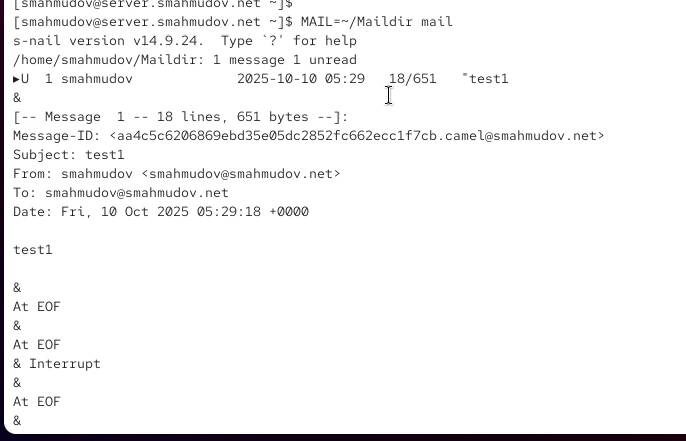 [smahmudov@server.smahmudov.net ~]$
[smahmudov@server.smahmudov.net ~]$ MAIL=~/Maildir mail
s-nail version v14.9.24.  Type `?' for help
/home/smahmudov/Maildir: 1 message 1 unread
▸U  1 smahmudov             2025-10-10 05:29   18/651   "test1
&
[-- Message  1 -- 18 lines, 651 bytes --]:
Message-ID: <aa4c5c6206869ebd35e05dc2852fc662ecc1f7cb.camel@smahmudov.net>
Subject: test1
From: smahmudov <smahmudov@smahmudov.net>
To: smahmudov@smahmudov.net
Date: Fri, 10 Oct 2025 05:29:18 +0000

test1

&
At EOF
&
At EOF
& Interrupt
&
At EOF
&